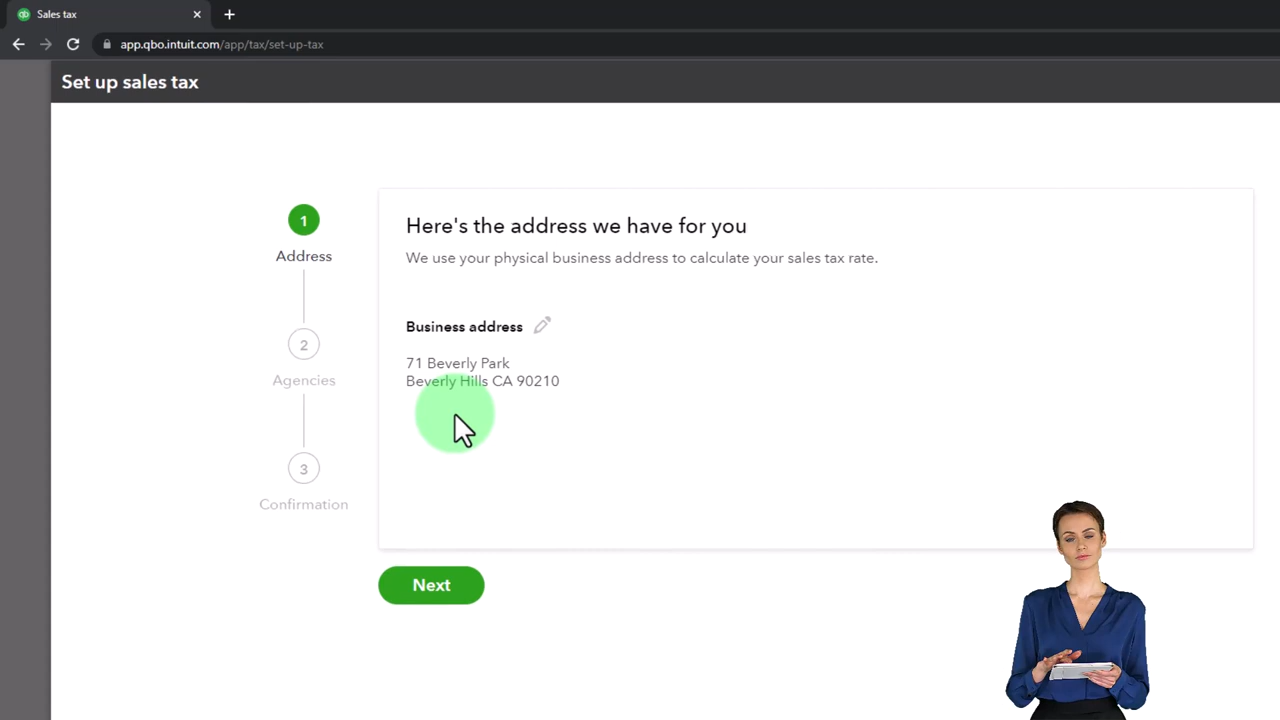 qb Sales tax
app.qbo.intuit.com/app/tax/set-up-tax
Set up sales tax
1
Address
2
Agencies
3
Confirmation
Here's the address we have for you
We use your physical business address to calculate your sales tax rate.
Business address
71 Beverly Park
Beverly Hills CA 90210
Next